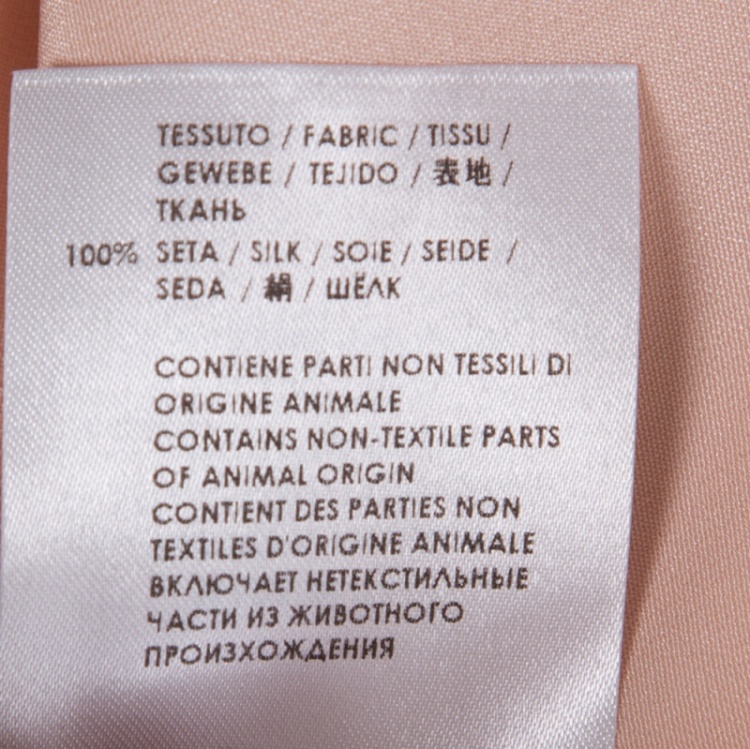 TESSUTO / FABRIC / TISSU /
GEWEBE / TEJIDO / 表地 /
ТКАНЬ
100% SETA / SILK / SOIE / SEIDE /
SEDA / 絹 / ШЁЛК
CONTIENE PARTI NON TESSILI DI
ORIGINE ANIMALE
CONTAINS NON-TEXTILE PARTS
OF ANIMAL ORIGIN
CONTIENT DES PARTIES NON
TEXTILES D'ORIGINE ANIMALE
ВКЛЮЧАЕТ НЕТЕКСТИЛЬНЫЕ
ЧАСТИ ИЗ ЖИВОТНОГО
ПРОИЗХОЖДЕНИЯ